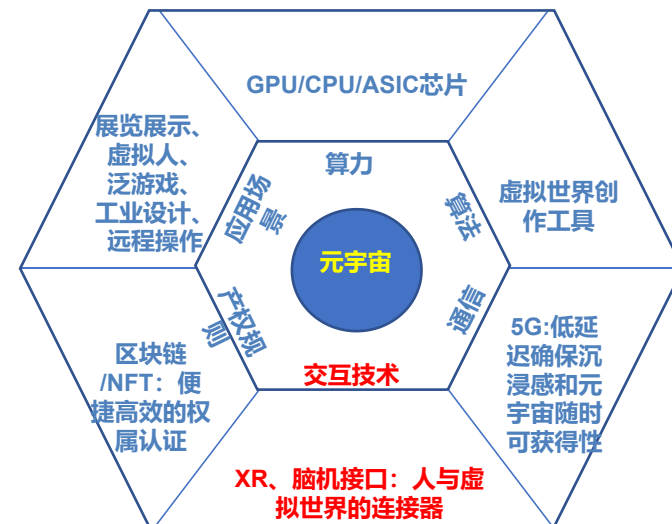 GPU/CPU/ASIC芯片
展览展示、
虚拟人、
泛游戏、
工业设计、
远程操作
算力
应用场
景
算法
虚拟世界创
作工具
元宇宙
产权规
则
通信
区块链
/NFT：便
捷高效的权
属认证
5G:低延
迟确保沉
浸感和元
宇宙随时
可获得性
交互技术
XR、脑机接口：人与虚
拟世界的连接器